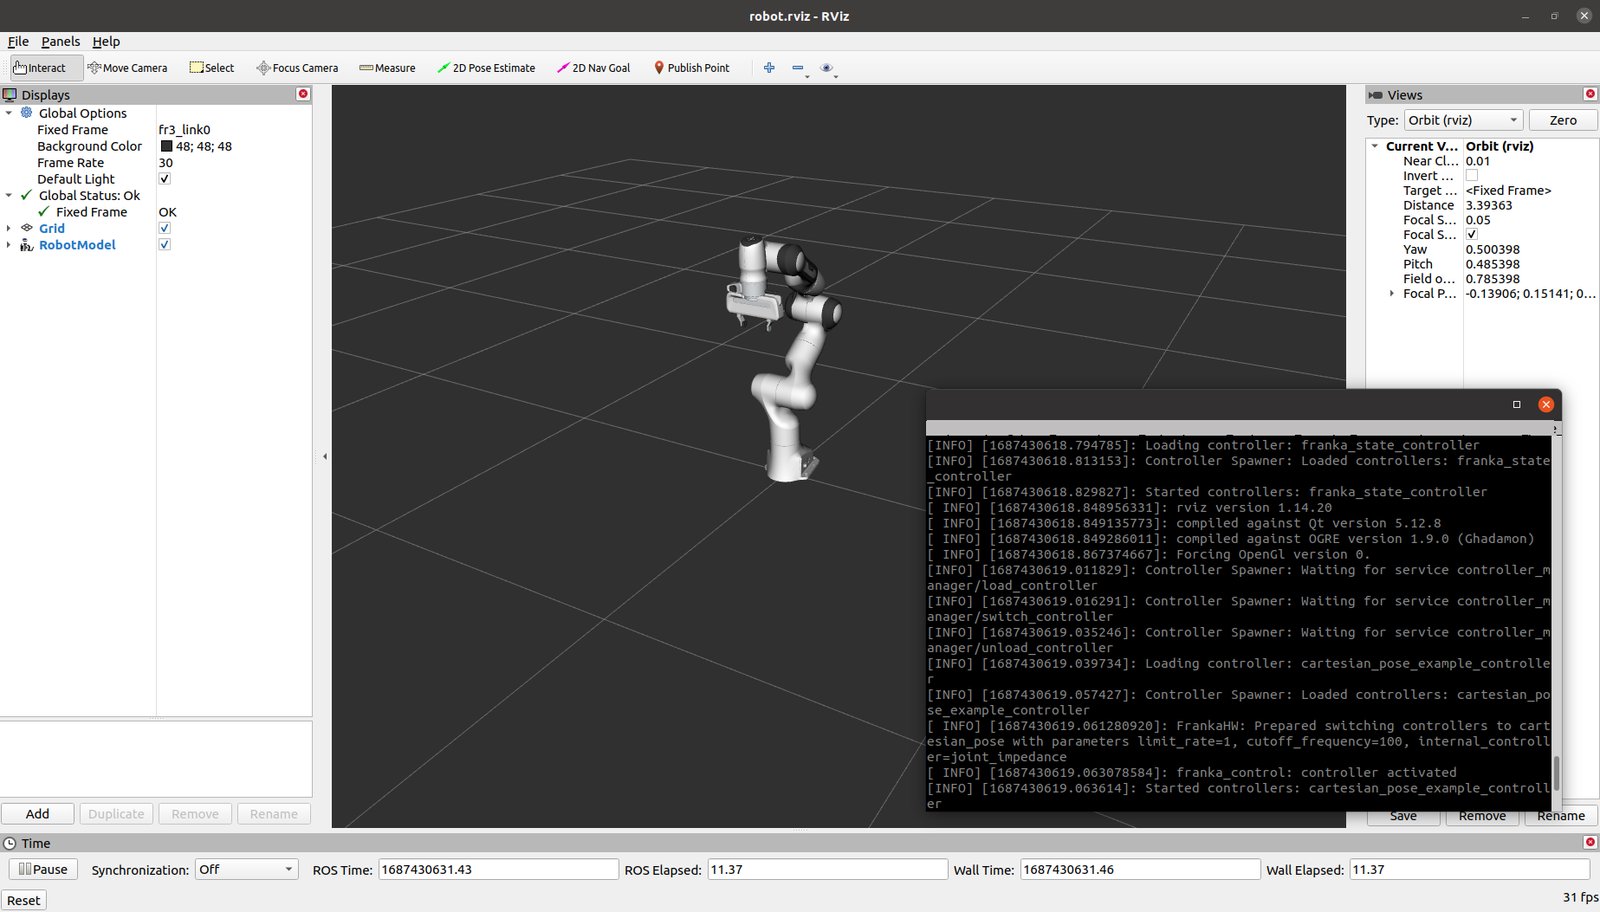 robot.rviz - RViz
File Panels Help
Interact Move Camera Select Focus Camera Measure 2D Pose Estimate 2D Nav Goal Publish Point
Displays
Global Options
Fixed Frame fr3_link0
Background Color 48; 48; 48
Frame Rate 30
Default Light
Global Status: Ok
Fixed Frame OK
Grid
RobotModel
Add Duplicate Remove Rename
Views
Type: Orbit (rviz) Zero
Current V... Orbit (rviz)
Near Cl... 0.01
Invert ...
Target ... <Fixed Frame>
Distance 3.39363
Focal S... 0.05
Focal S...
Yaw 0.500398
Pitch 0.485398
Field o... 0.785398
Focal P... -0.13906; 0.15141; 0...
Save Remove Rename
[INFO] [1687430618.794785]: Loading controller: franka_state_controller
[INFO] [1687430618.813153]: Controller Spawner: Loaded controllers: franka_state
_controller
[INFO] [1687430618.829827]: Started controllers: franka_state_controller
[ INFO] [1687430618.848956331]: rviz version 1.14.20
[ INFO] [1687430618.849135773]: compiled against Qt version 5.12.8
[ INFO] [1687430618.849286011]: compiled against OGRE version 1.9.0 (Ghadamon)
[ INFO] [1687430618.867374667]: Forcing OpenGl version 0.
[INFO] [1687430619.011829]: Controller Spawner: Waiting for service controller_m
anager/load_controller
[INFO] [1687430619.016291]: Controller Spawner: Waiting for service controller_m
anager/switch_controller
[INFO] [1687430619.035246]: Controller Spawner: Waiting for service controller_m
anager/unload_controller
[INFO] [1687430619.039734]: Loading controller: cartesian_pose_example_controlle
r
[INFO] [1687430619.057427]: Controller Spawner: Loaded controllers: cartesian_po
se_example_controller
[ INFO] [1687430619.061280920]: FrankaHW: Prepared switching controllers to cart
esian_pose with parameters limit_rate=1, cutoff_frequency=100, internal_controll
er=joint_impedance
[ INFO] [1687430619.063078584]: franka_control: controller activated
[INFO] [1687430619.063614]: Started controllers: cartesian_pose_example_controll
er
Time
Pause Synchronization: Off ROS Time: 1687430631.43 ROS Elapsed: 11.37 Wall Time: 1687430631.46 Wall Elapsed: 11.37
Reset 31 fps